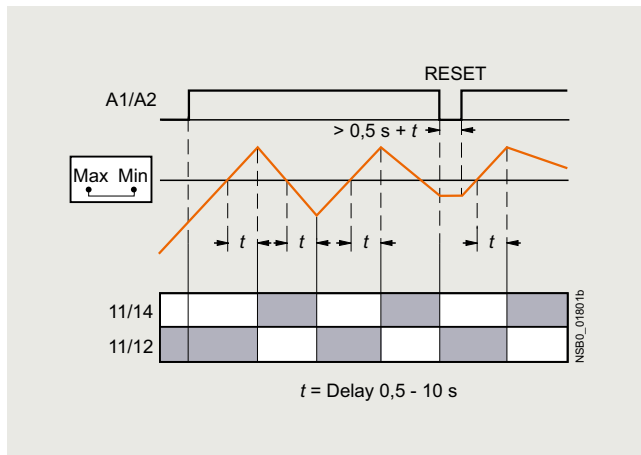 RESET
A1/A2
> 0,5 s + t
Max Min
t t t t
11/14
11/12
NSB0_01801b
t = Delay 0,5 - 10 s